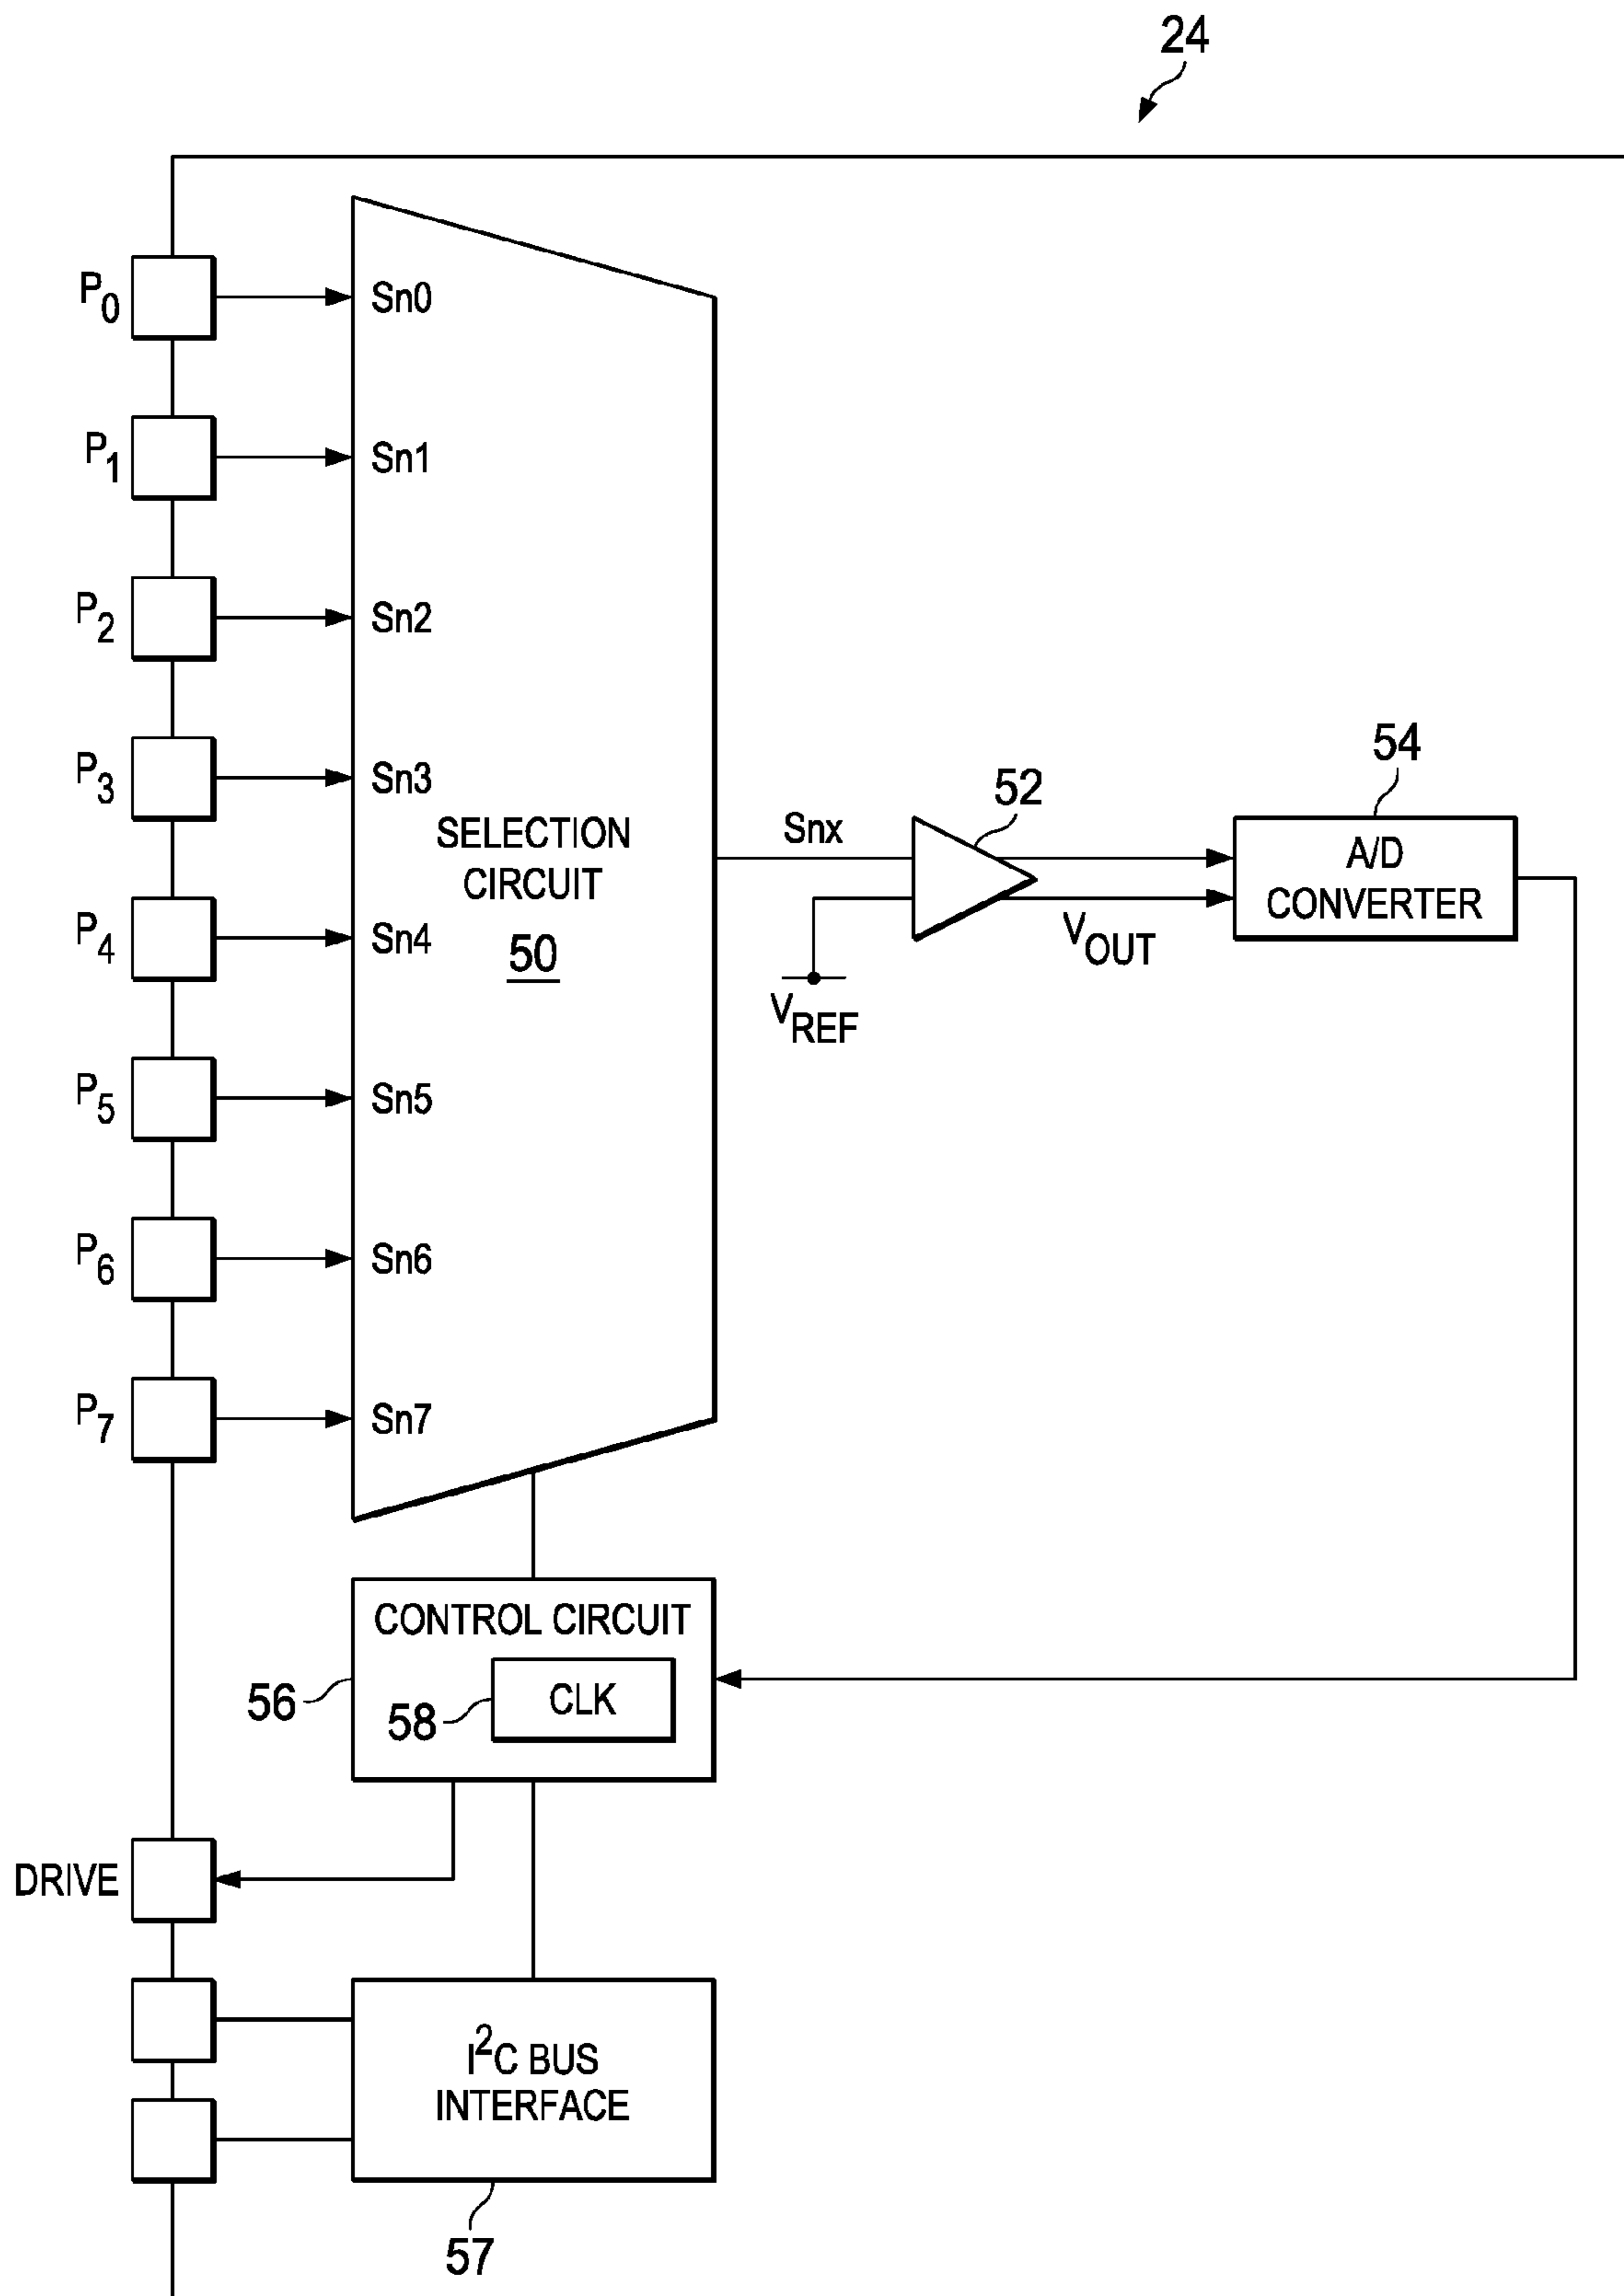 24
P0
Sn0
P1
Sn1
P2
Sn2
P3
Sn3
54
52
Snx
SELECTION
CIRCUIT
50
A/D
CONVERTER
P4
Sn4
VOUT
VREF
P5
Sn5
P6
Sn6
P7
Sn7
CONTROL CIRCUIT
56
58
CLK
DRIVE
I²C BUS
INTERFACE
57